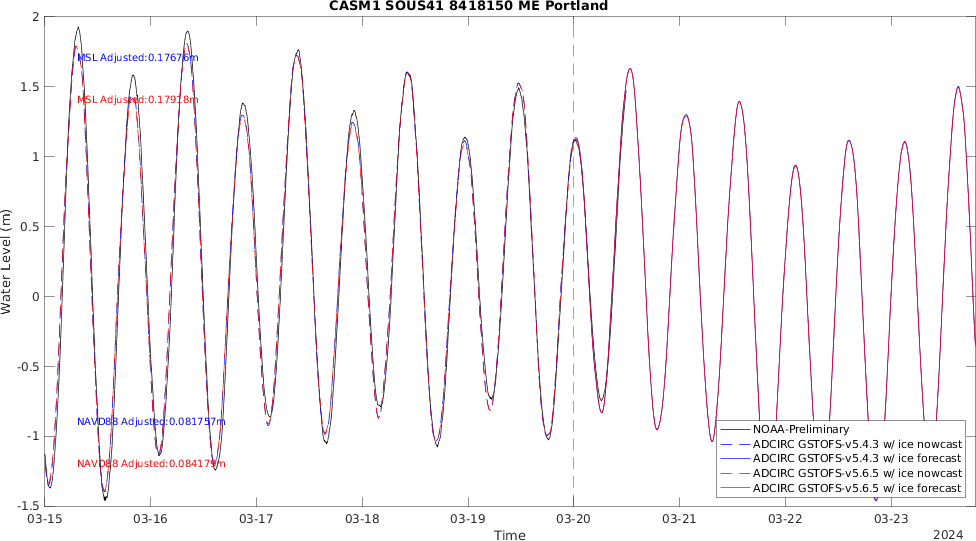 CASM1 SOUS41 8418150 ME Portland
Water Level (m)
2
1.5
1
0.5
0
-0.5
-1
-1.5
MSL Adjusted:0.17676m
MSL Adjusted:0.17918m
NAVD88 Adjusted:0.081757m
NAVD88 Adjusted:0.084179m
NOAA-Preliminary
ADCIRC GSTOFS-v5.4.3 w/ ice nowcast
ADCIRC GSTOFS-v5.4.3 w/ ice forecast
ADCIRC GSTOFS-v5.6.5 w/ ice nowcast
ADCIRC GSTOFS-v5.6.5 w/ ice forecast
03-15 03-16 03-17 03-18 03-19 03-20 03-21 03-22 03-23
Time
2024